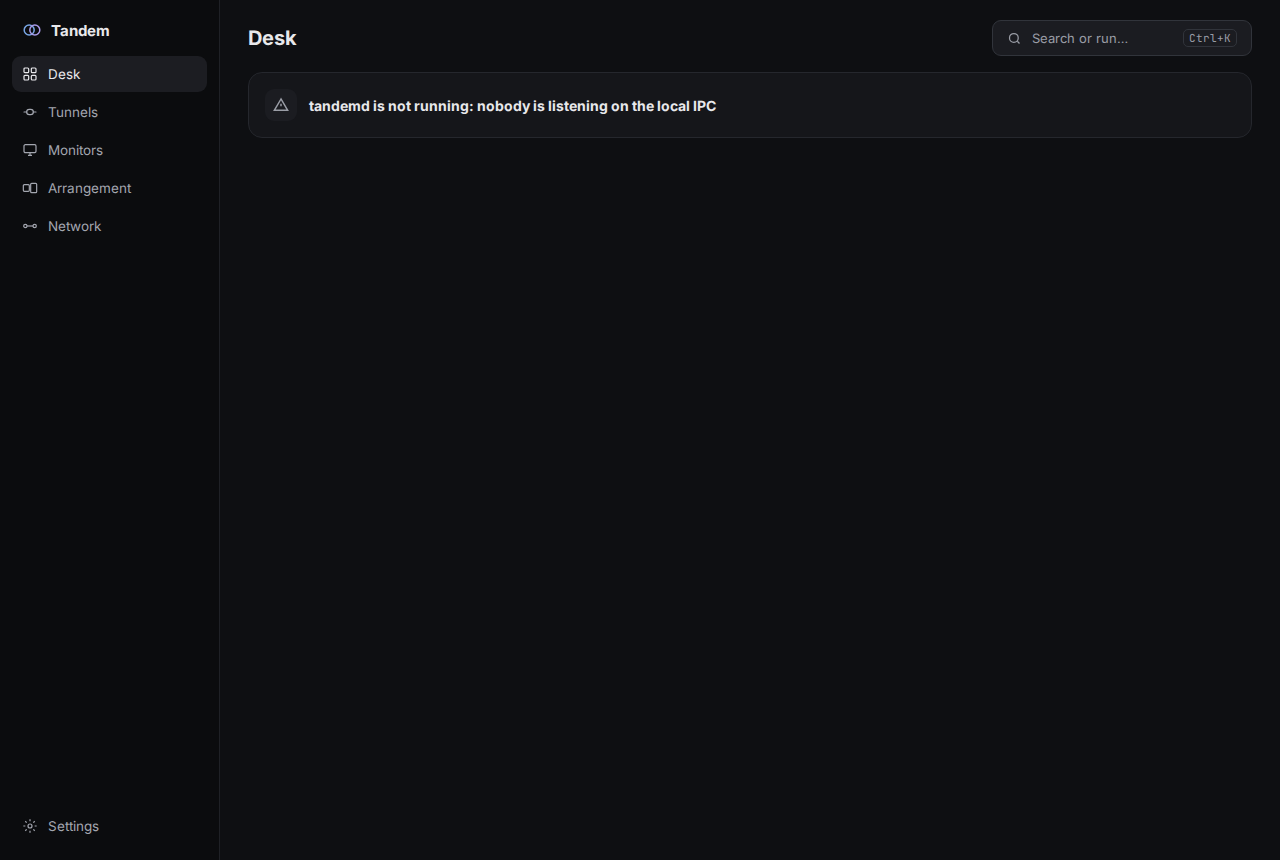 Tandem
Desk
Tunnels
Monitors
Arrangement
Network
Settings
Desk
Search or run...
Ctrl+K
tandemd is not running: nobody is listening on the local IPC